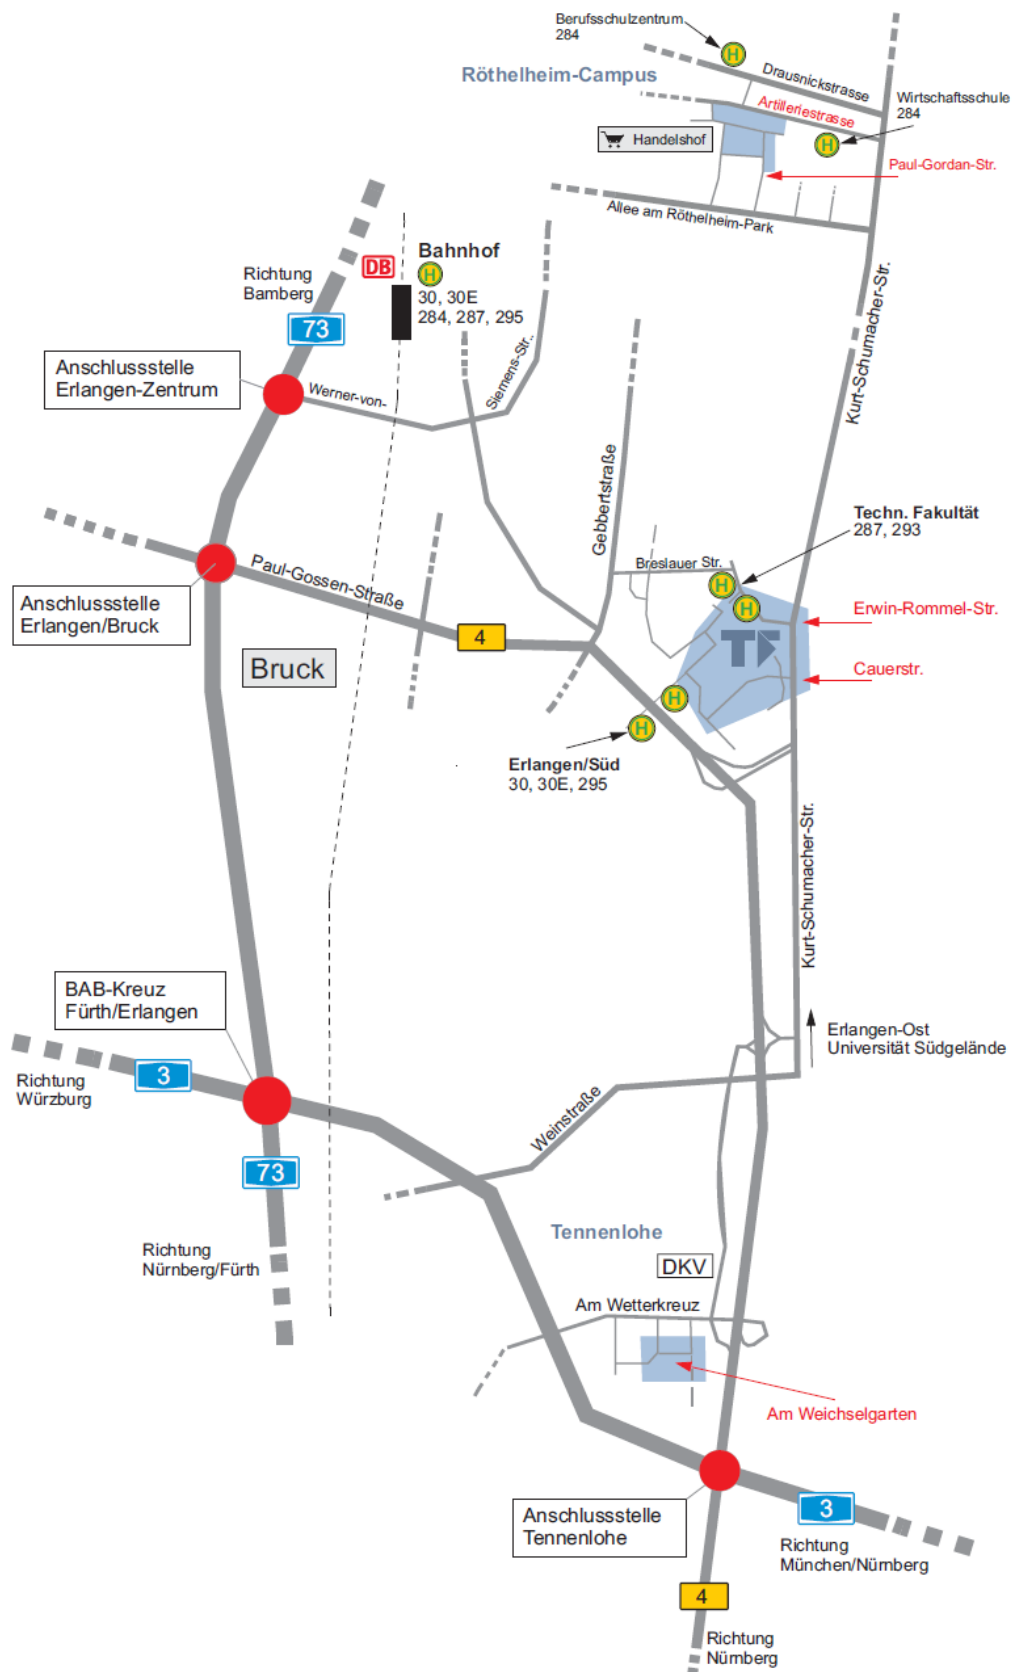 Berufsschulzentrum
284
H
Röthelheim-Campus
Drausnickstrasse
Artilleriestrasse
Wirtschaftsschule
284
H
Handelshof
Paul-Gordan-Str.
Allee am Röthelheim-Park
DB
Bahnhof
H
30, 30E
284, 287, 295
Richtung
Bamberg
73
Kurt-Schumacher-Str.
Anschlussstelle
Erlangen-Zentrum
Werner-von-
Siemens-Str..
Gebbertstraße
Techn. Fakultät
287, 293
Breslauer Str.
H
H
Paul-Gossen-Straße
Anschlussstelle
Erlangen/Bruck
Erwin-Rommel-Str.
4
TF
Bruck
Cauerstr.
H
H
Erlangen/Süd
30, 30E, 295
Kurt-Schumacher-Str.
BAB-Kreuz
Fürth/Erlangen
Erlangen-Ost
Universität Südgelände
3
Richtung
Würzburg
Weinstraße
73
Richtung
Nürnberg/Fürth
Tennenlohe
DKV
Am Wetterkreuz
Am Weichselgarten
Anschlussstelle
Tennenlohe
3
Richtung
München/Nürnberg
4
Richtung
Nürnberg